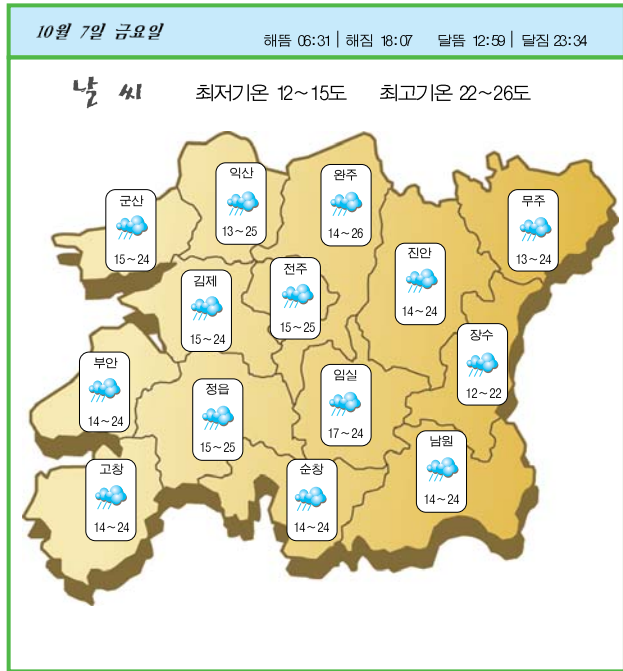 10월 7일 금요일
해뜸 06:31 | 해짐 18:07 달뜸 12:59 | 달짐 23:34
날 씨 최저기온 12~15도 최고기온 22~26도
익산
13~25
완주
14~26
무주
13~24
군산
15~24
진안
14~24
전주
15~25
김제
15~24
장수
12~22
부안
14~24
정읍
15~25
임실
17~24
남원
14~24
고창
14~24
순창
14~24